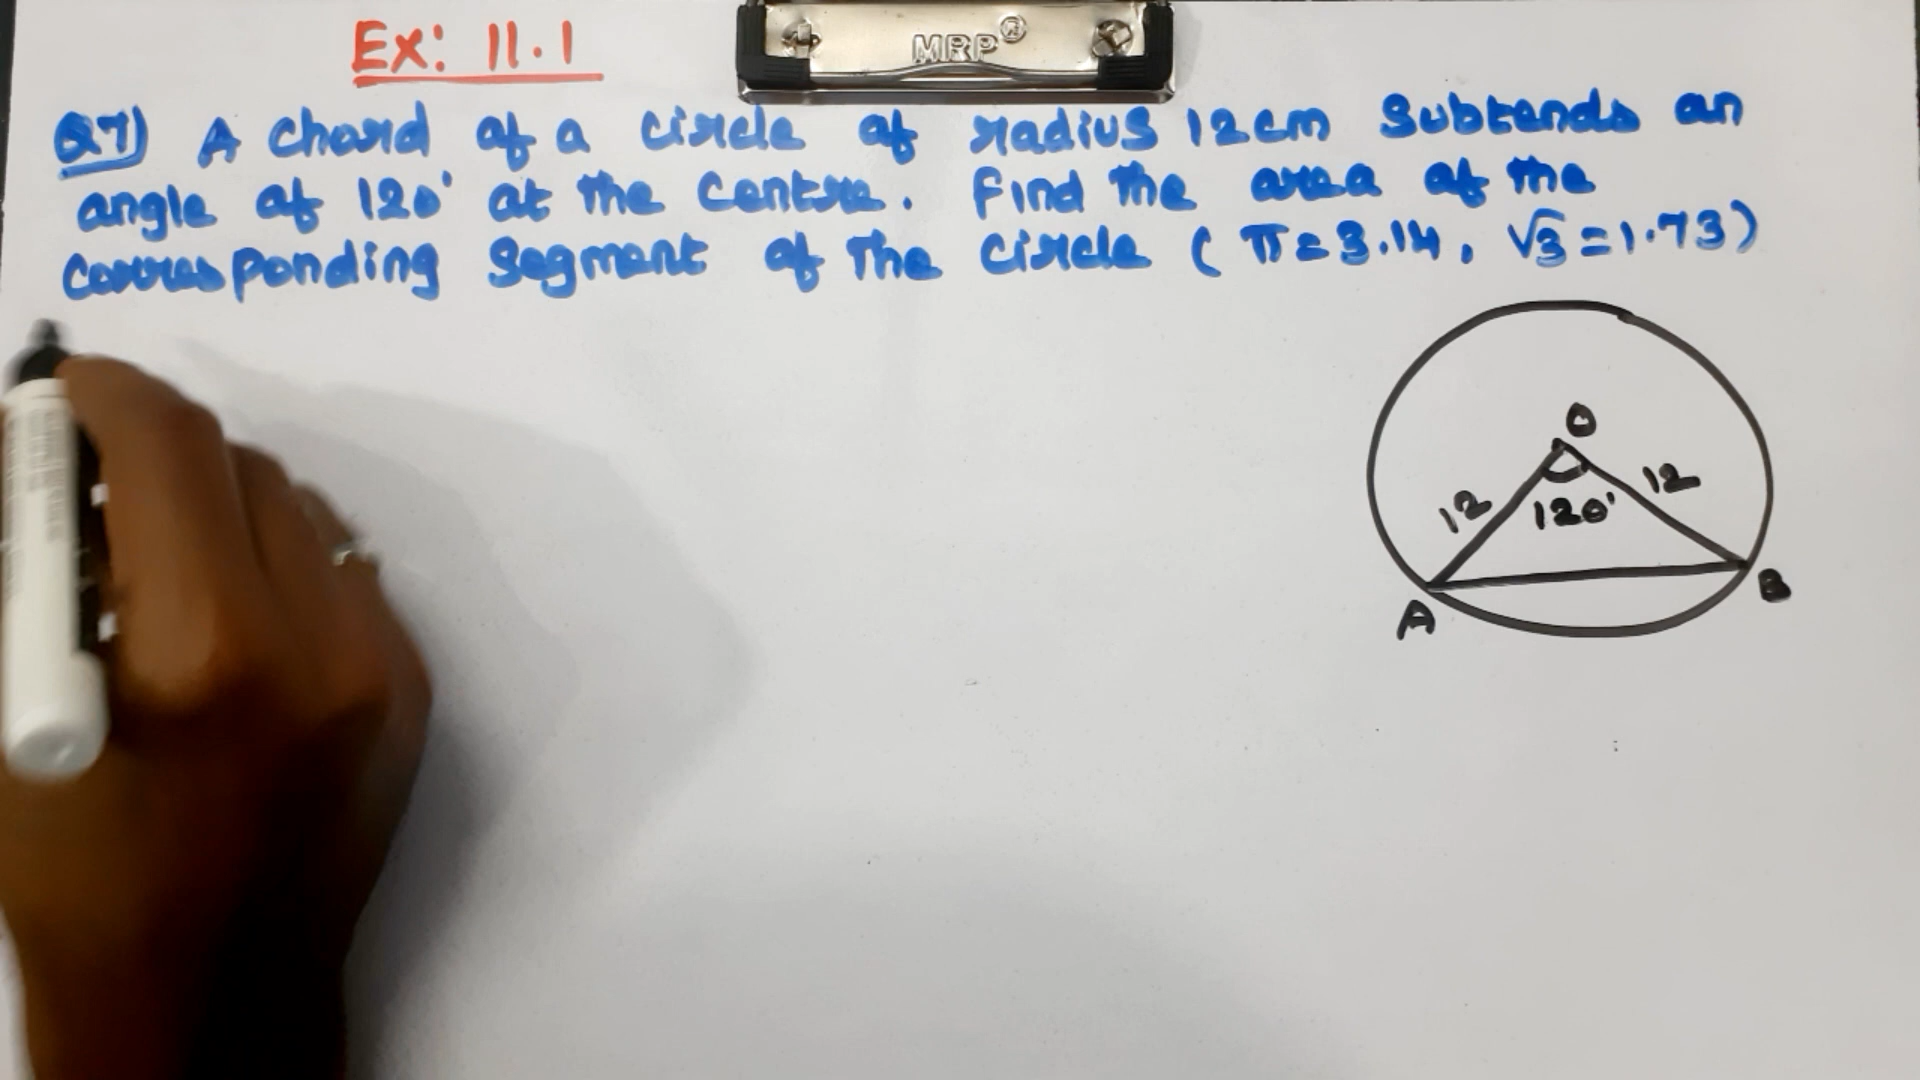 Ex: 11.1
MRP®
Q7) A chord of a circle of radius 12cm subtends an
angle of 120° at the centre. Find the area of the
corresponding segment of the circle ( π = 3.14, √3 = 1.73)
O
12
12
120°
A
B